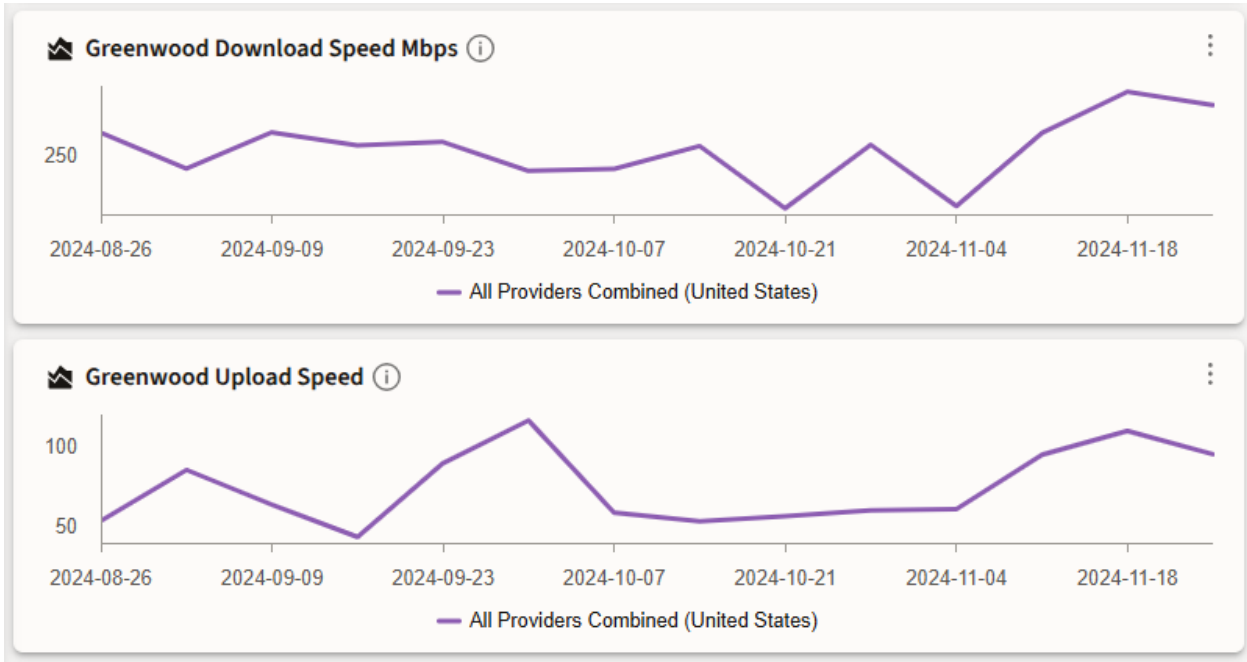 Greenwood Download Speed Mbps
250
2024-08-26 2024-09-09 2024-09-23 2024-10-07 2024-10-21 2024-11-04 2024-11-18
All Providers Combined (United States)
Greenwood Upload Speed
100
50
2024-08-26 2024-09-09 2024-09-23 2024-10-07 2024-10-21 2024-11-04 2024-11-18
All Providers Combined (United States)